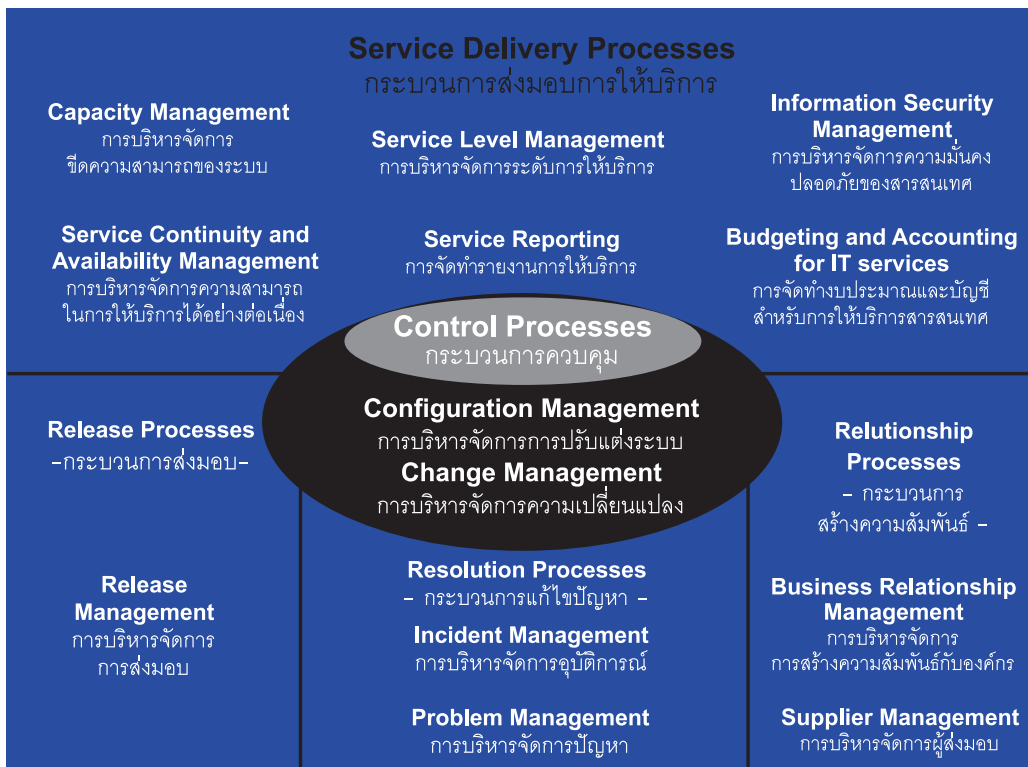 Service Delivery Processes
กระบวนการส่งมอบการให้บริการ
Capacity Management
การบริหารจัดการ
ขีดความสามารถของระบบ
Service Level Management
การบริหารจัดการระดับการให้บริการ
Information Security
Management
การบริหารจัดการความมั่นคง
ปลอดภัยของสารสนเทศ
Service Continuity and
Availability Management
การบริหารจัดการความสามารถ
ในการให้บริการได้อย่างต่อเนื่อง
Service Reporting
การจัดทำรายงานการให้บริการ
Budgeting and Accounting
for IT services
การจัดทำงบประมาณและบัญชี
สำหรับการให้บริการสารสนเทศ
Control Processes
กระบวนการควบคุม
Configuration Management
การบริหารจัดการการปรับแต่งระบบ
Change Management
การบริหารจัดการความเปลี่ยนแปลง
Release Processes
–กระบวนการส่งมอบ–
Release
Management
การบริหารจัดการ
การส่งมอบ
Resolution Processes
– กระบวนการแก้ไขปัญหา –
Incident Management
การบริหารจัดการอุบัติการณ์
Problem Management
การบริหารจัดการปัญหา
Relutionship
Processes
– กระบวนการ
สร้างความสัมพันธ์ –
Business Relationship
Management
การบริหารจัดการ
การสร้างความสัมพันธ์กับองค์กร
Supplier Management
การบริหารจัดการผู้ส่งมอบ